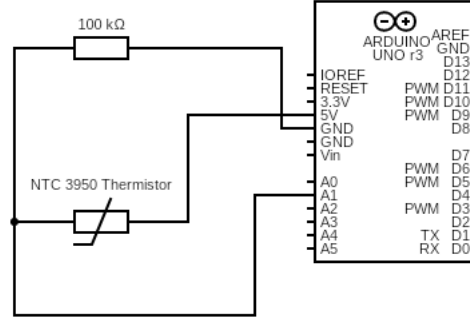 100 kΩ
NTC 3950 Thermistor
ARDUINO
UNO r3
IOREF
RESET
3.3V
5V
GND
GND
Vin
A0
A1
A2
A3
A4
A5
AREF
GND
D13
D12
PWM D11
PWM D10
PWM D9
D8
D7
PWM D6
PWM D5
D4
PWM D3
D2
TX D1
RX D0